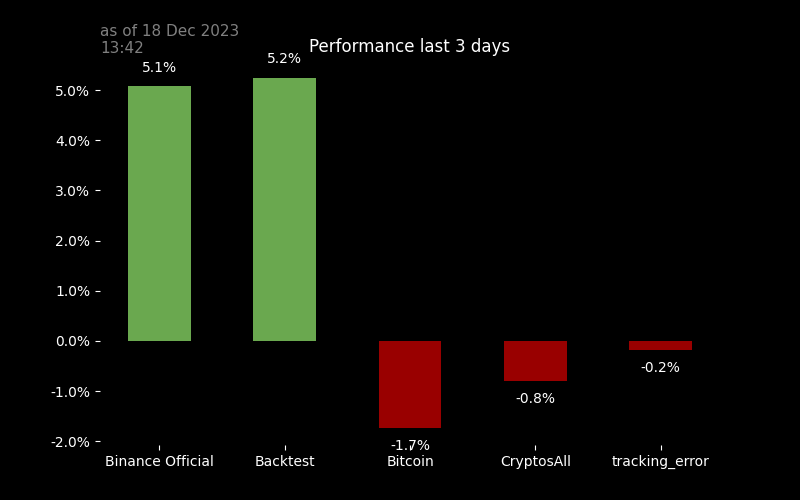 as of 18 Dec 2023
13:42
Performance last 3 days
5.1%
5.2%
5.0%
4.0%
3.0%
2.0%
1.0%
0.0%
-1.0%
-2.0%
-1.7%
-0.8%
-0.2%
Binance Official
Backtest
Bitcoin
CryptosAll
tracking_error